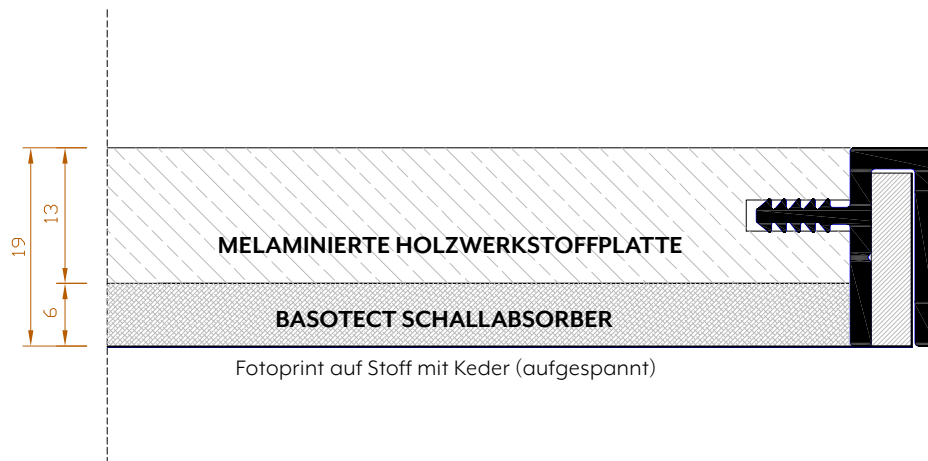 19
13
MELAMINIERTE HOLZWERKSTOFFPLATTE
6
BASOTECT SCHALLABSORBER
Fotoprint auf Stoff mit Keder (aufgespannt)